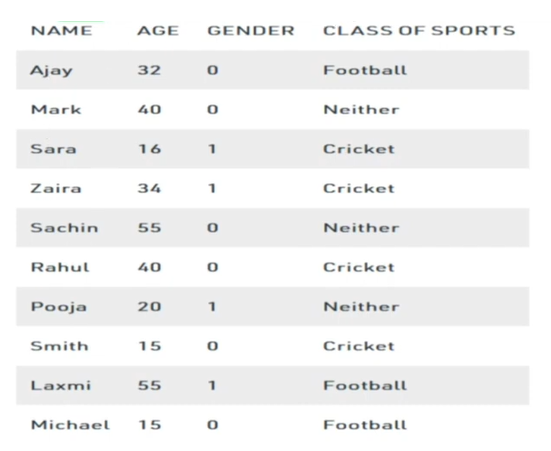 NAME AGE GENDER CLASS OF SPORTS
Ajay 32 0 Football
Mark 40 0 Neither
Sara 16 1 Cricket
Zaira 34 1 Cricket
Sachin 55 0 Neither
Rahul 40 0 Cricket
Pooja 20 1 Neither
Smith 15 0 Cricket
Laxmi 55 1 Football
Michael 15 0 Football